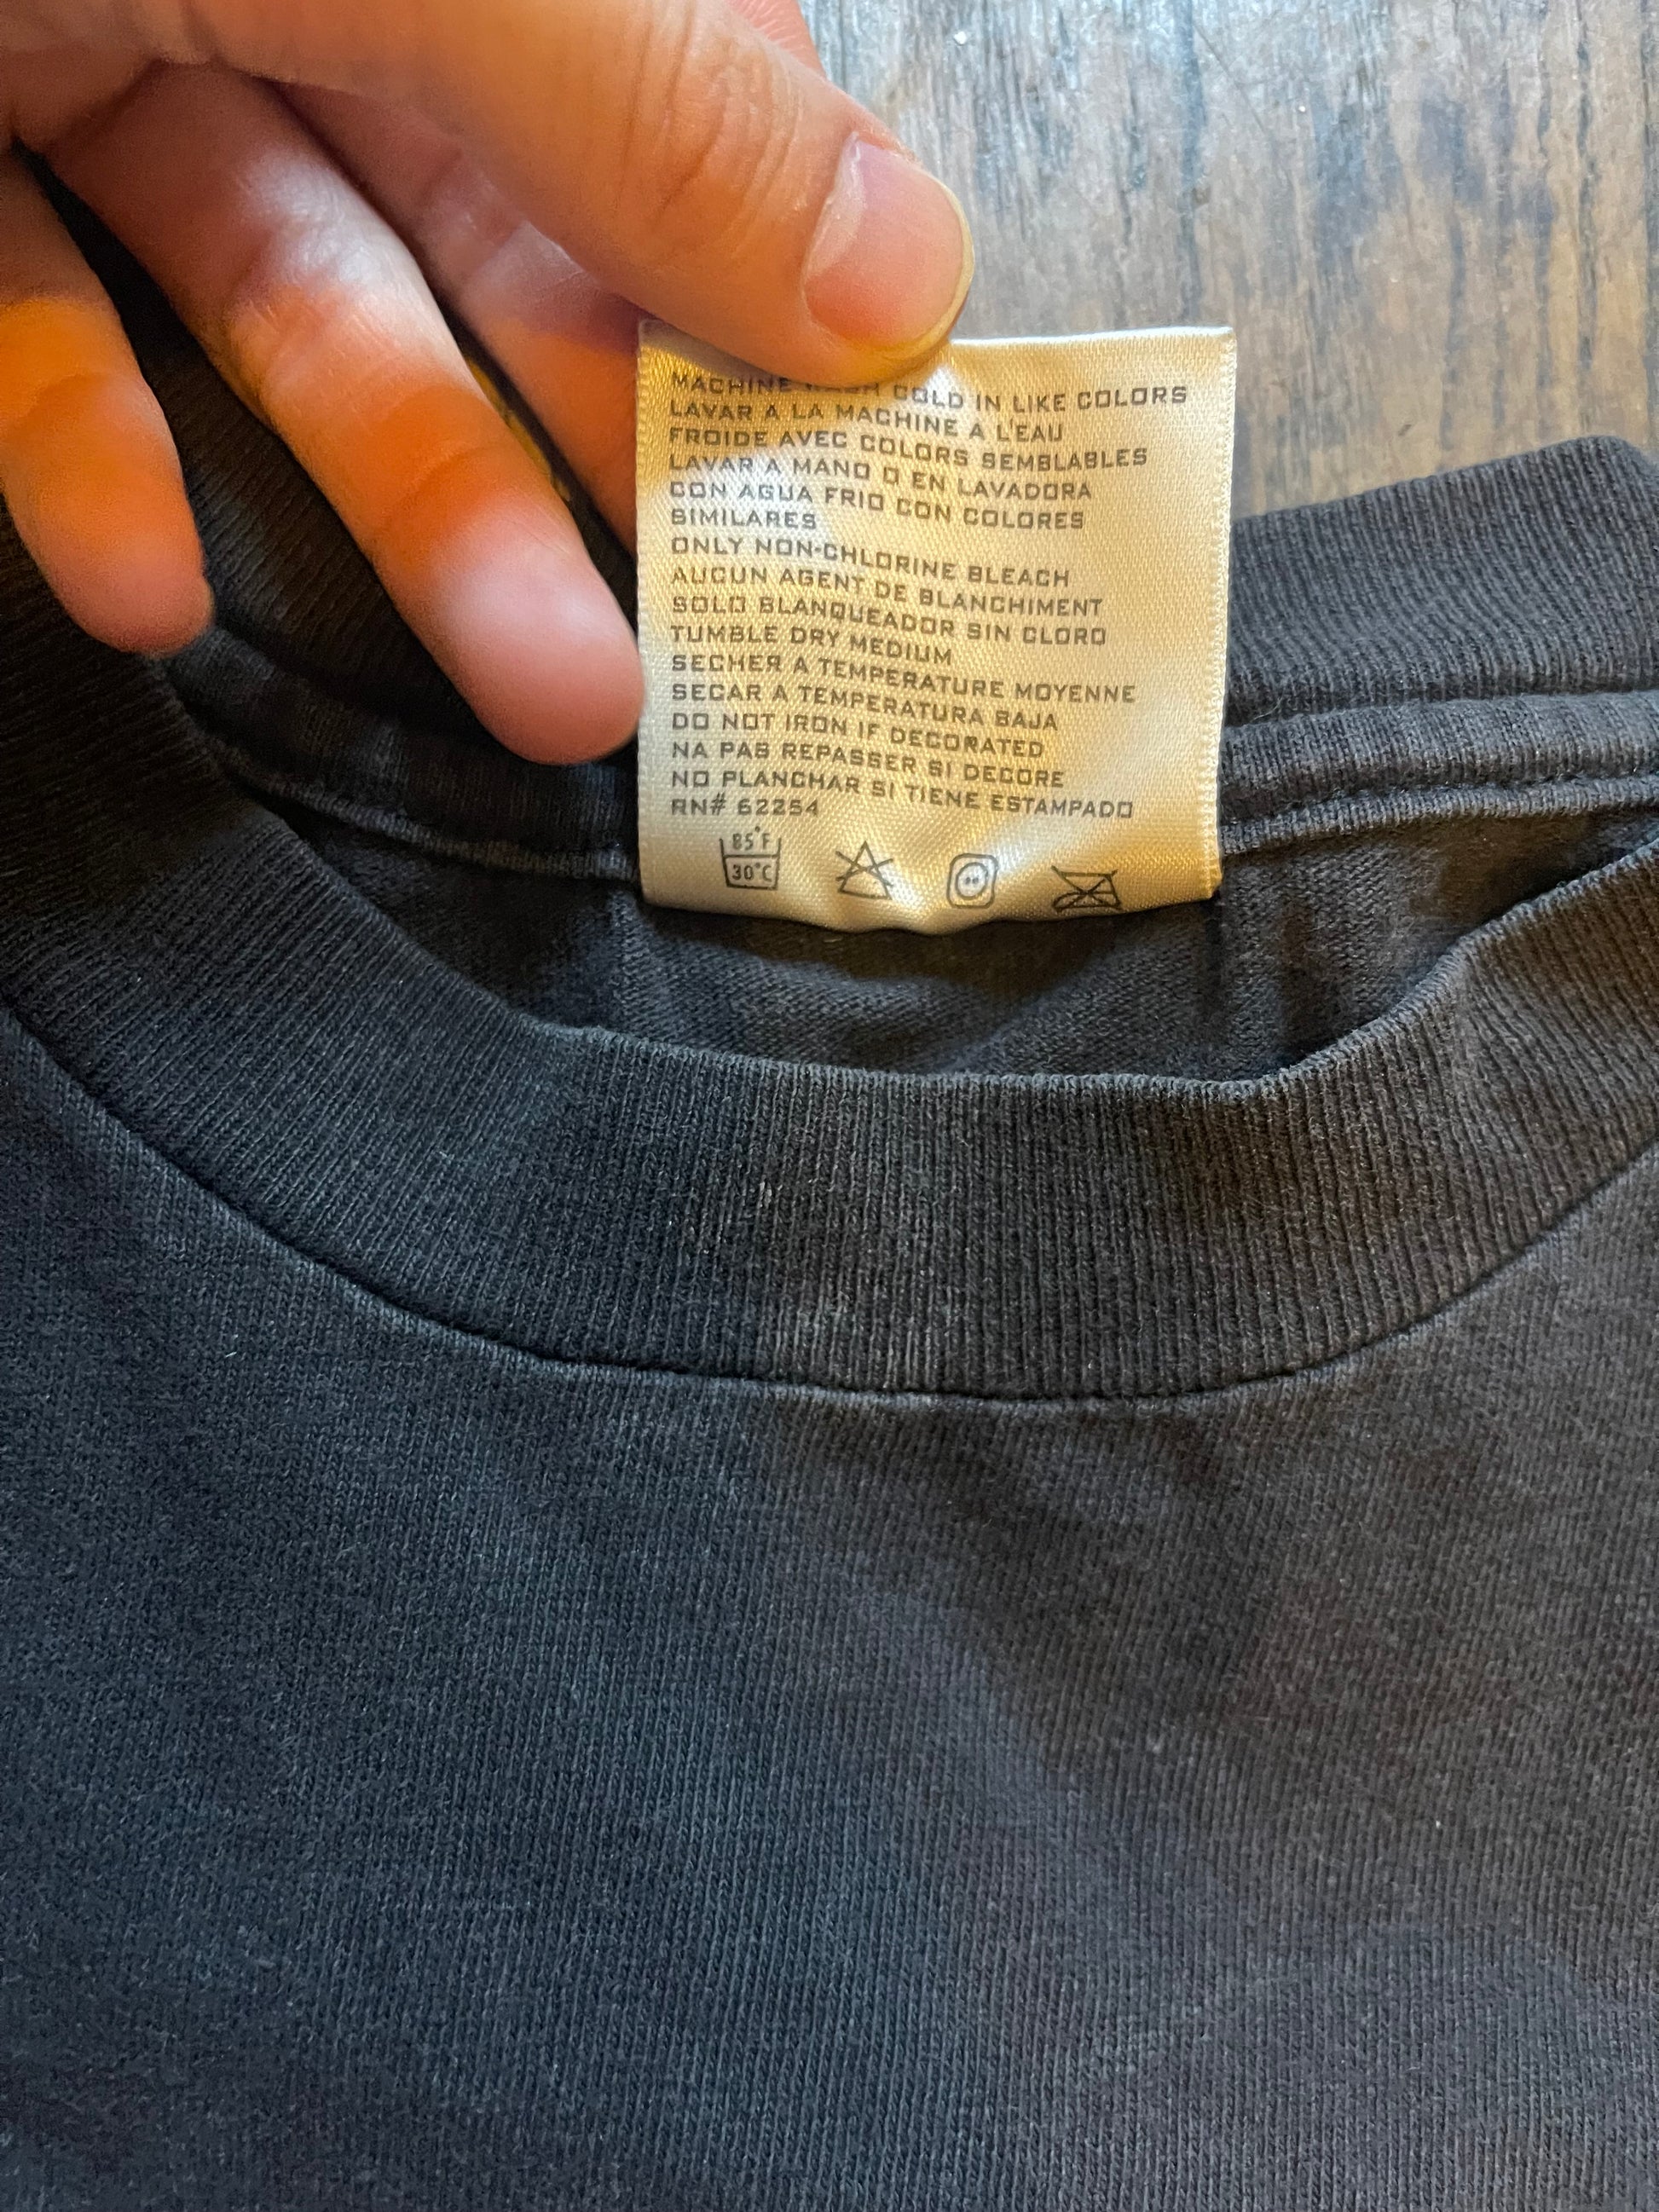 MACHINE WASH COLD IN LIKE COLORS
LAVAR A LA MACHINE A L'EAU
FROIDE AVEC COLORS SEMBLABLES
LAVAR A MANO O EN LAVADORA
CON AGUA FRIO CON COLORES
SIMILARES
ONLY NON-CHLORINE BLEACH
AUCUN AGENT DE BLANCHIMENT
SOLO BLANQUEADOR SIN CLORO
TUMBLE DRY MEDIUM
SECHER A TEMPERATURE MOYENNE
SECAR A TEMPERATURA BAJA
DO NOT IRON IF DECORATED
NA PAS REPASSER SI DECORE
NO PLANCHAR SI TIENE ESTAMPADO
RN# 62254
85°F
30°C